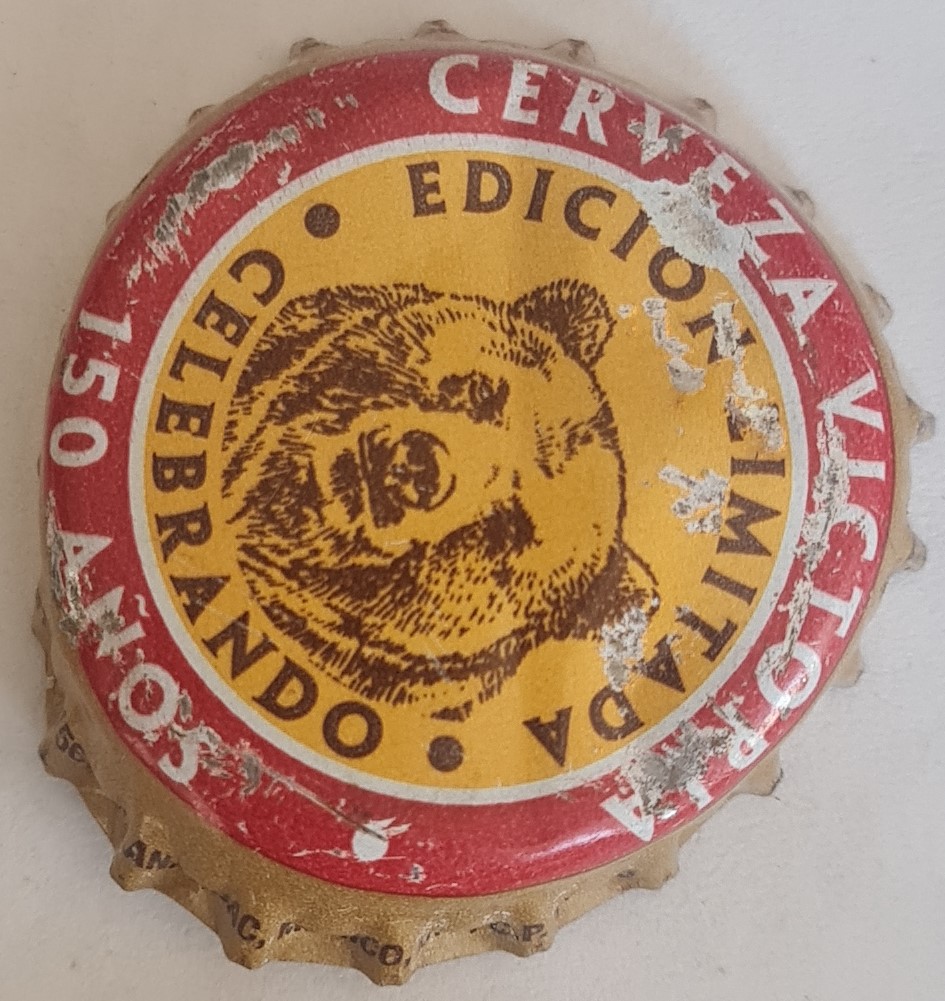 CERVEZA VICTORIA
150 AÑOS
EDICIÓN LIMITADA
CELEBRANDO